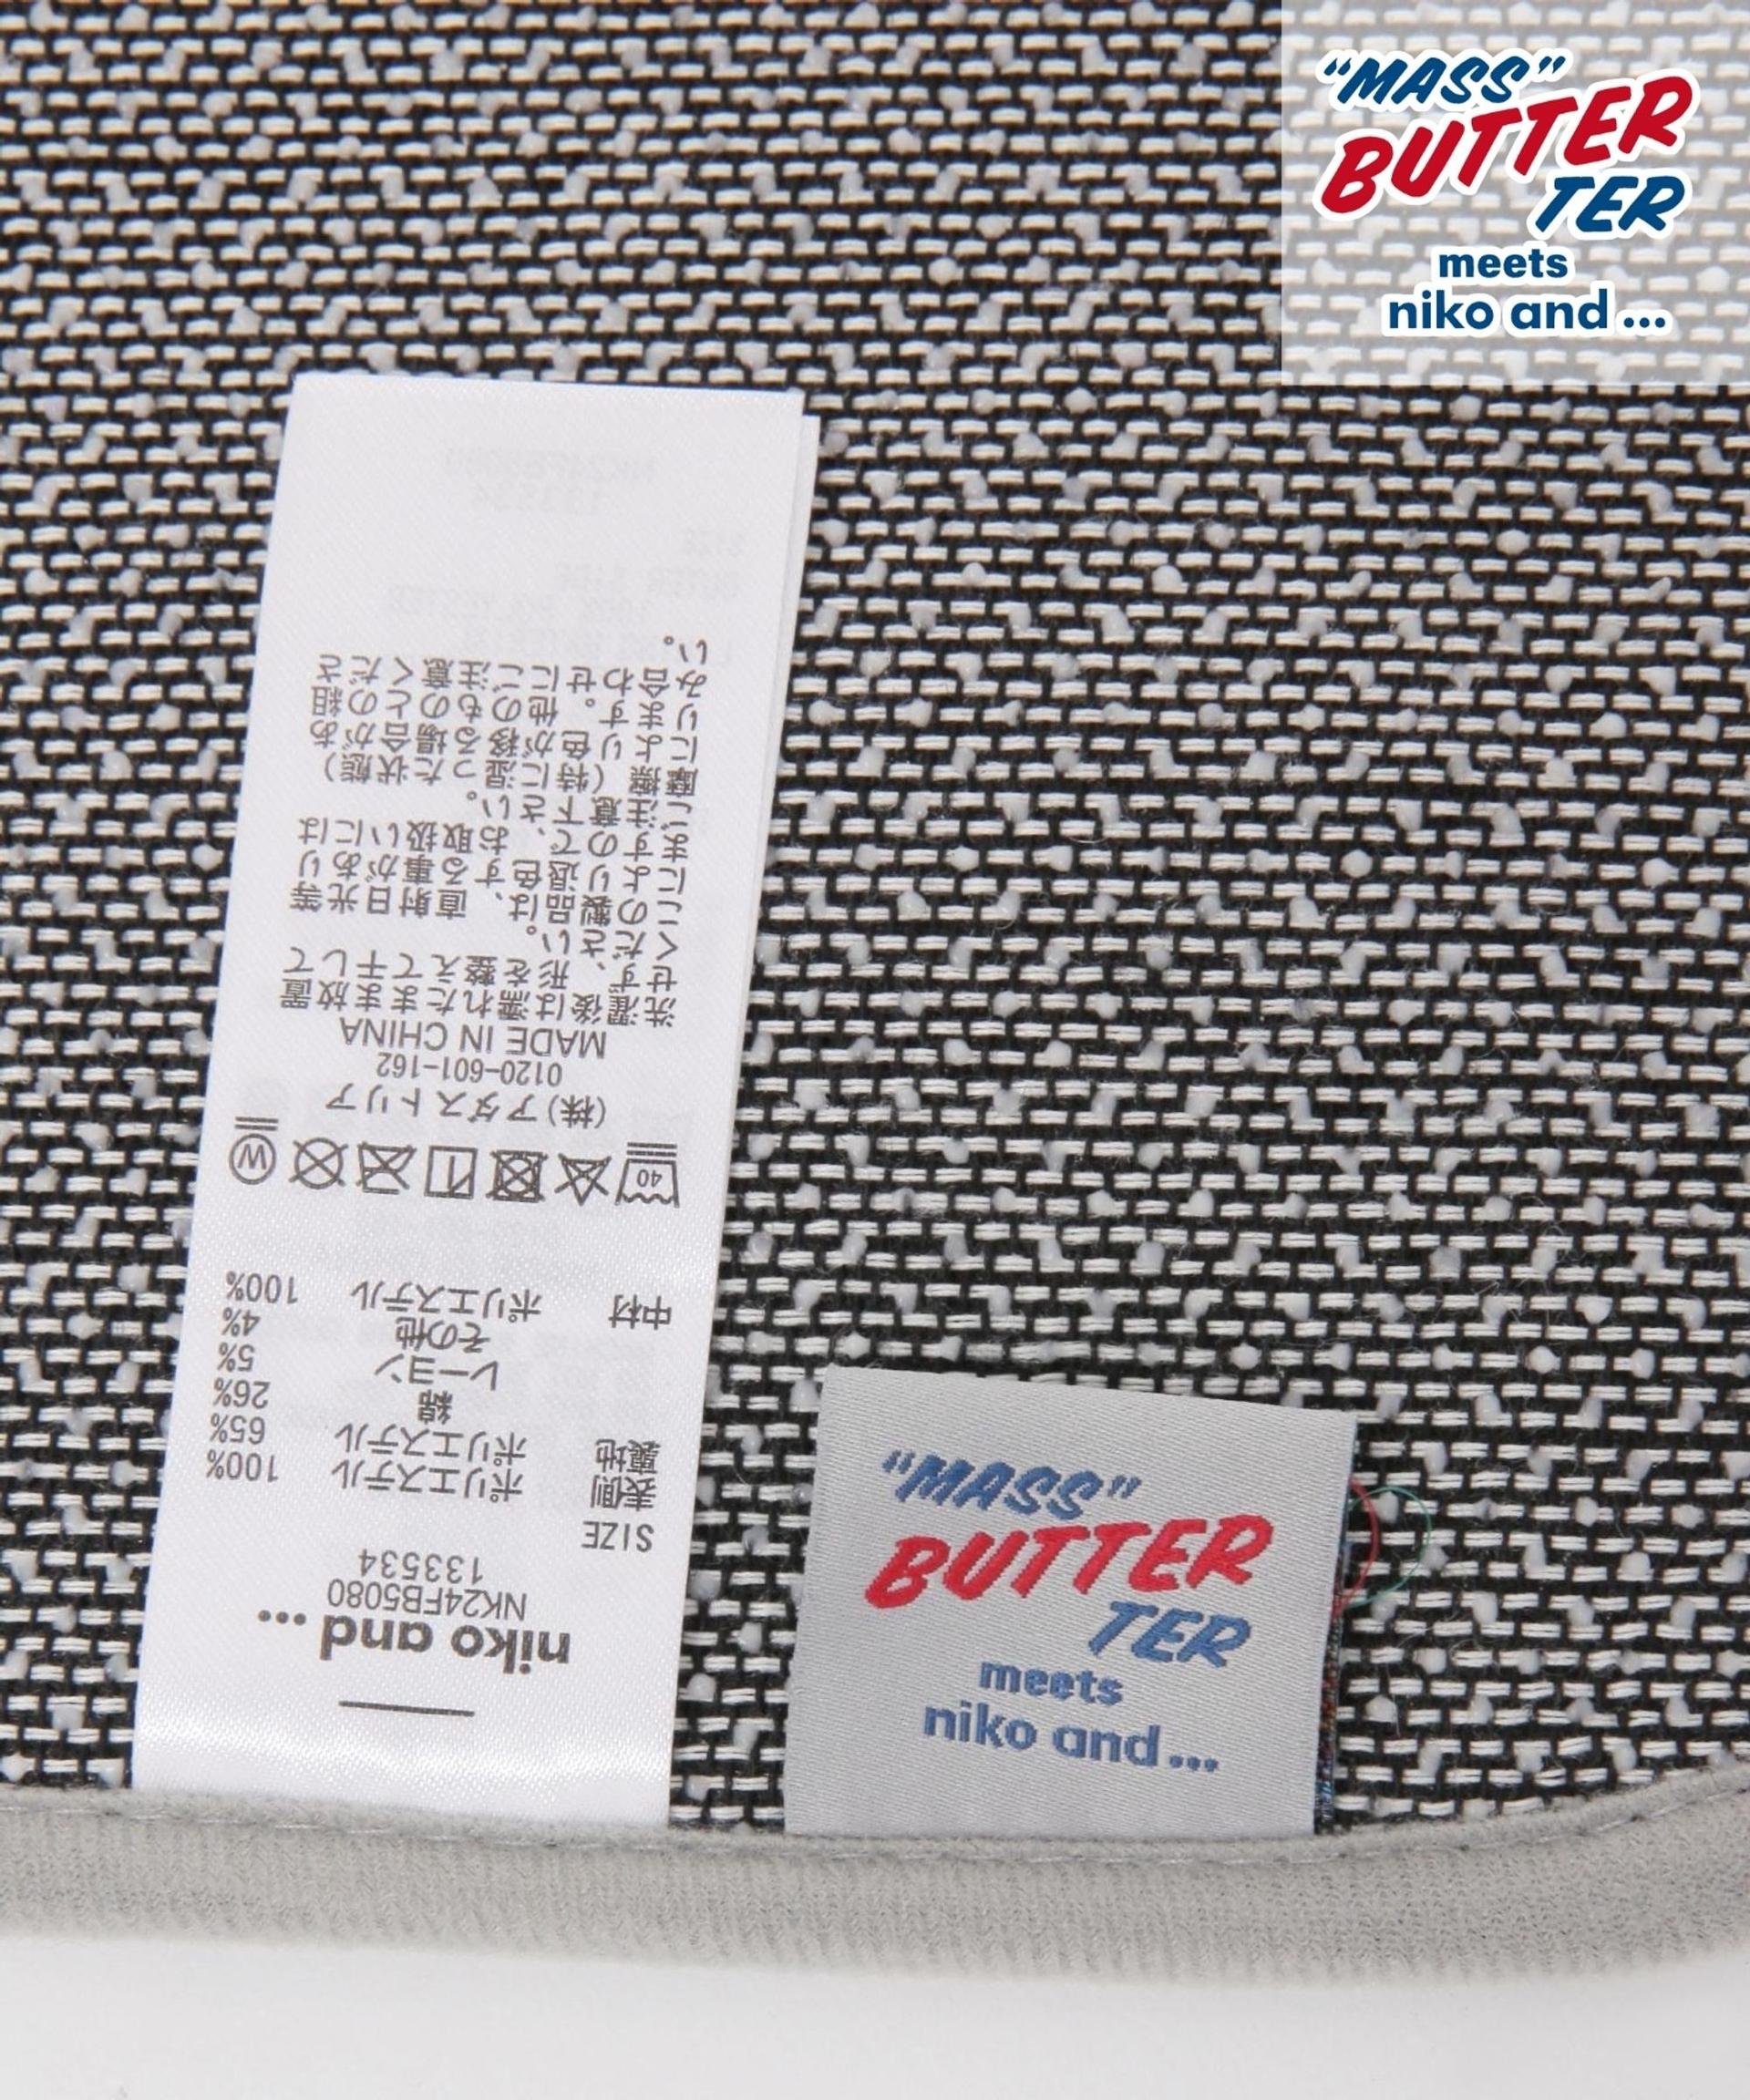 “MASS”
BUTTER
TER
meets
niko and ...
niko and ...
NK24FB5080
133534
SIZE
表側 ポリエステル 100%
裏地 ポリエステル 65%
綿 26%
レーヨン 5%
その他 4%
中材 ポリエステル 100%
40
W
(株)アダストリア
0120-601-162
MADE IN CHINA
洗濯後は濡れたまま放置
せず、形を整えて干して
ください。
この製品は、直射日光等
により退色する事があり
ますので、お取扱いには
ご注意下さい。
摩擦（特に湿った状態）
により色が移る場合があ
ります。他のものとの組
み合わせにご注意くださ
い。
“MASS”
BUTTER
TER
meets
niko and ...